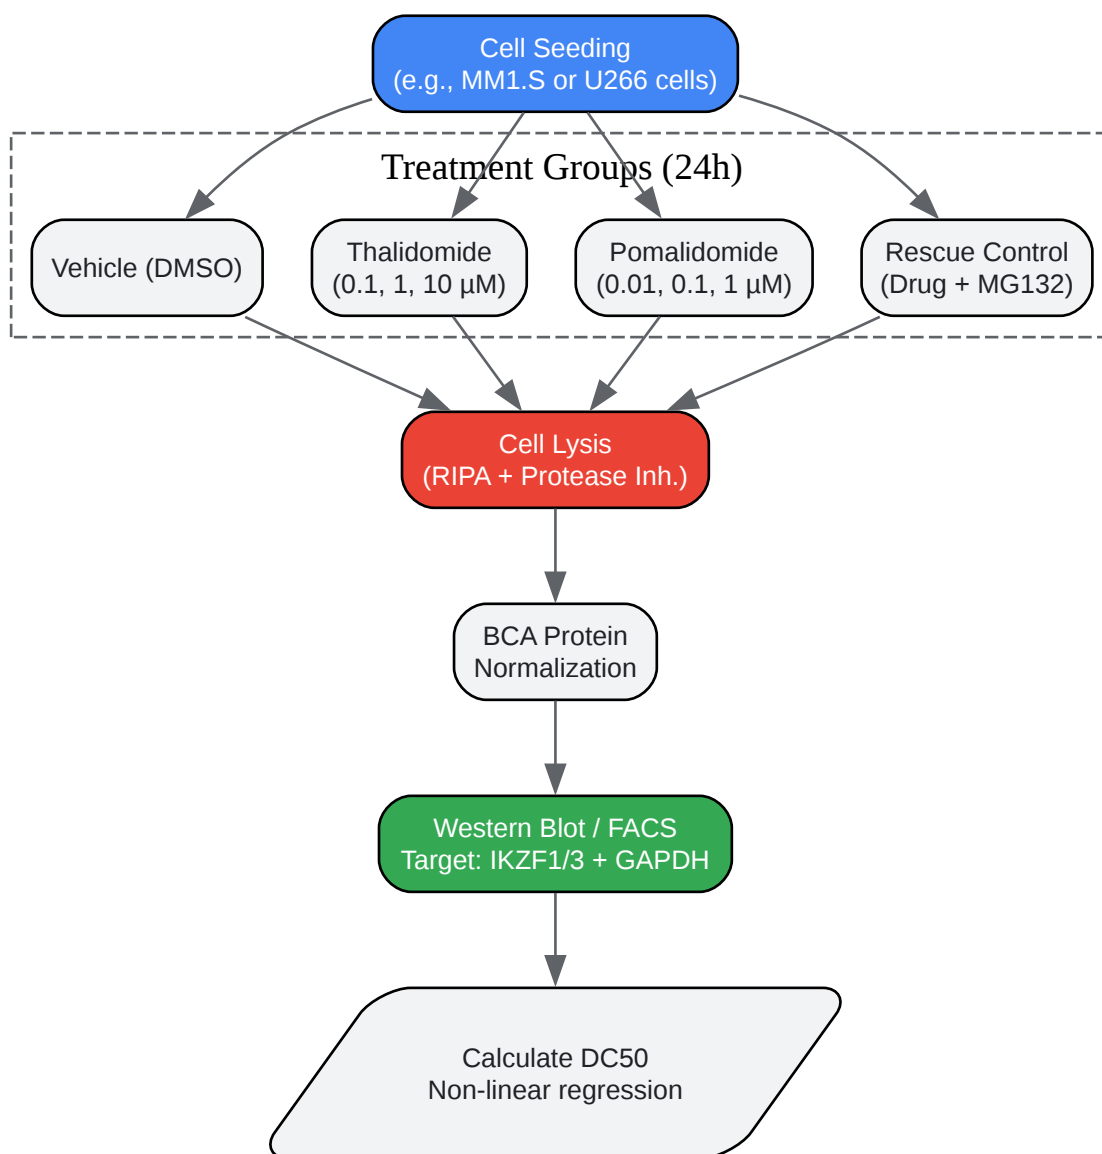 Cell Seeding
(e.g., MM1.S or U266 cells)
Treatment Groups (24h)
Vehicle (DMSO)
Thalidomide
(0.1, 1, 10 µM)
Pomalidomide
(0.01, 0.1, 1 µM)
Rescue Control
(Drug + MG132)
Cell Lysis
(RIPA + Protease Inh.)
BCA Protein
Normalization
Western Blot / FACS
Target: IKZF1/3 + GAPDH
Calculate DC50
Non-linear regression